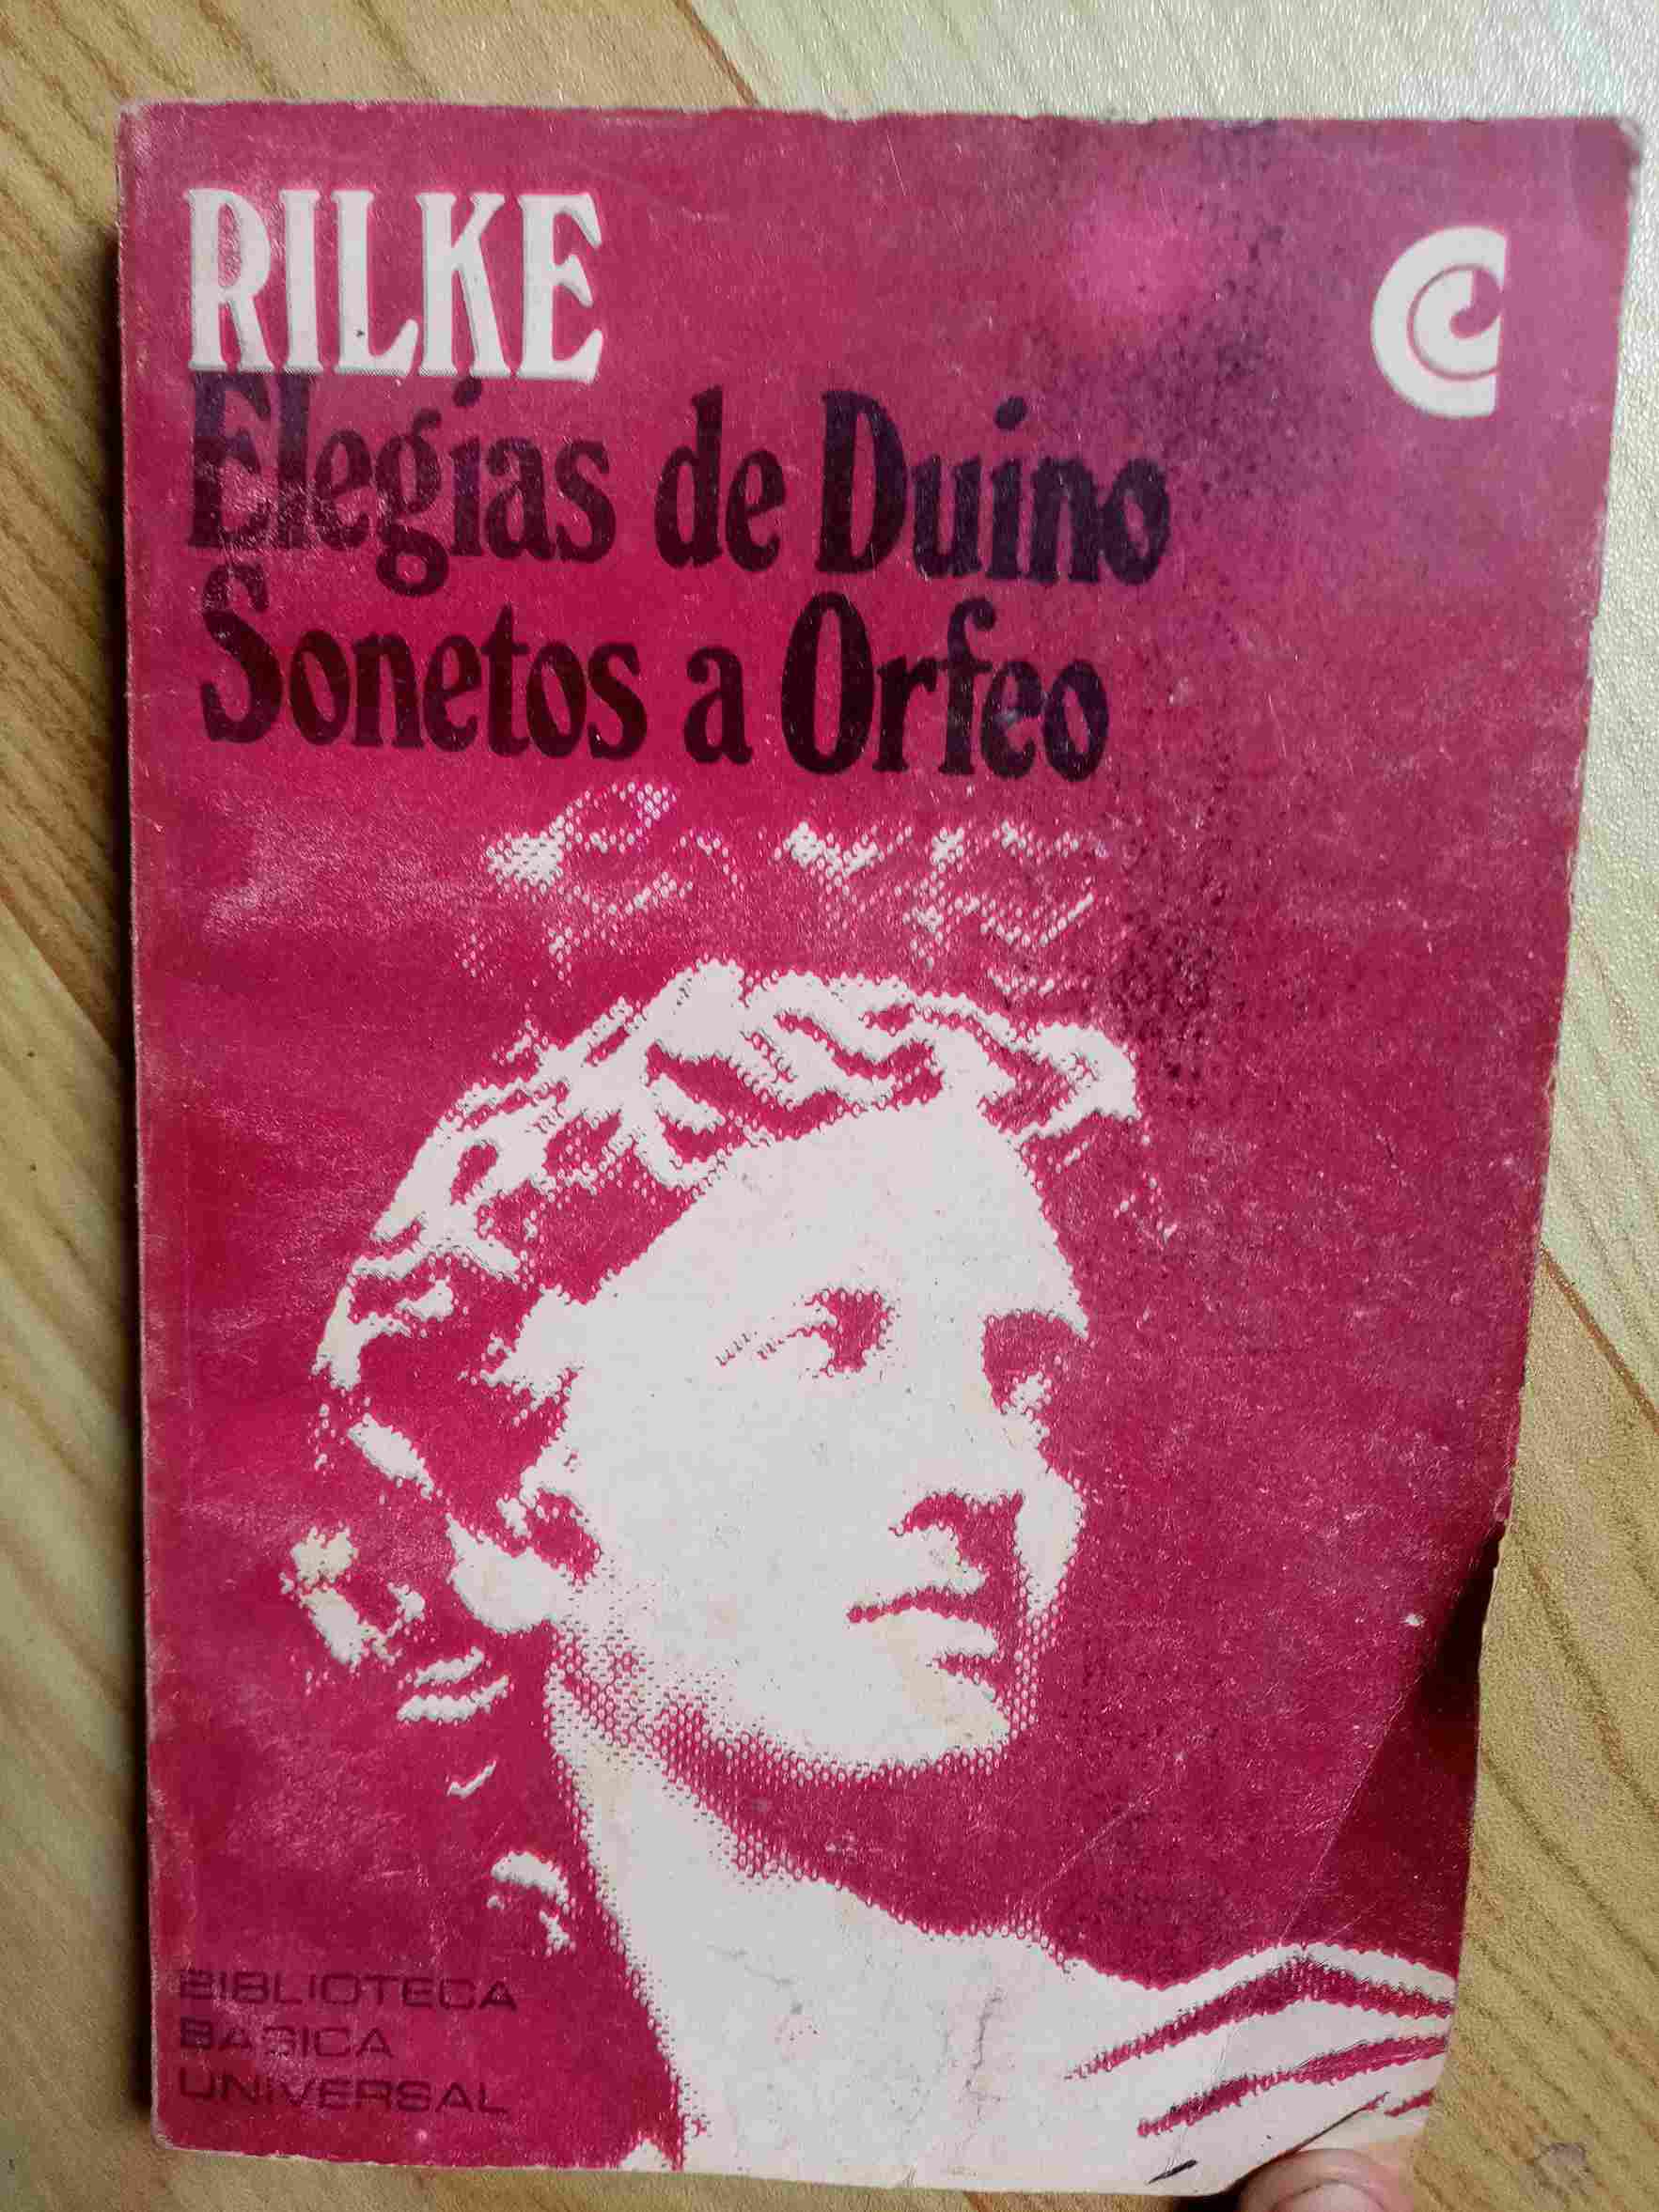 RILKE
Elegías de Duino
Sonetos a Orfeo
BIBLIOTECA
BASICA
UNIVERSAL